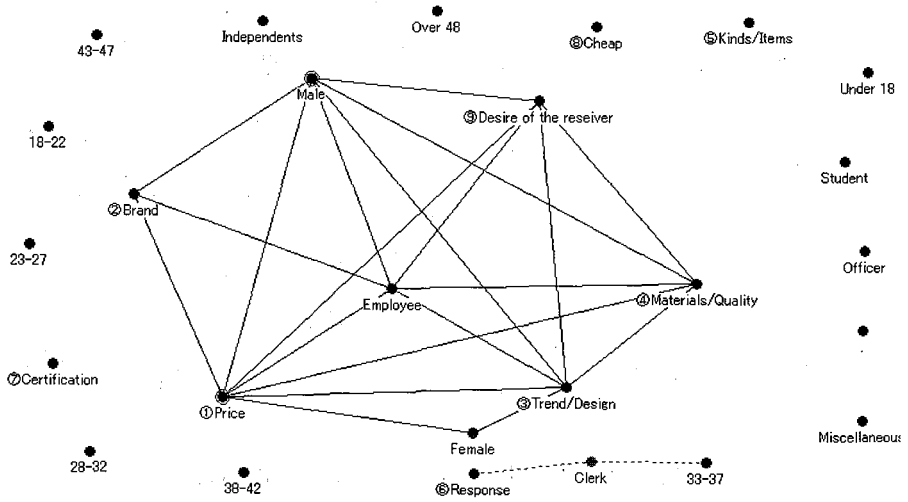 Over 48
Independents
43-47
⑧Cheap
⑤Kinds/Items
Under 18
Male
⑨Desire of the reseiver
18-22
Student
②Brand
23-27
Officer
Employee
④Materials/Quality
⑦Certification
①Price
③Trend/Design
Miscellaneous
Female
28-32
38-42
⑥Response
Clerk
33-37